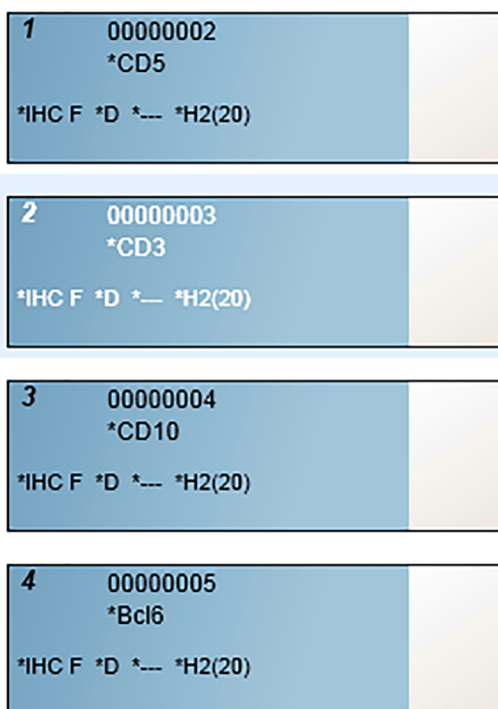 1 00000002
*CD5
*IHC F *D *--- *H2(20)
2 00000003
*CD3
*IHC F *D *--- *H2(20)
3 00000004
*CD10
*IHC F *D *--- *H2(20)
4 00000005
*Bcl6
*IHC F *D *--- *H2(20)